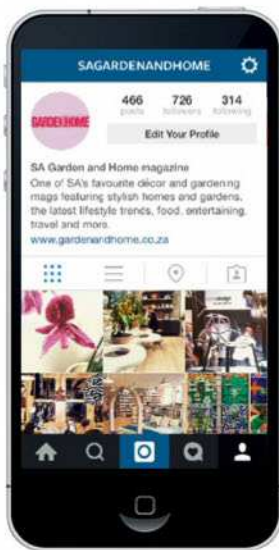 SAGARDENANDHOME
GARDEN&HOME
466 726 314
posts followers following
Edit Your Profile
SA Garden and Home magazine
One of SA's favourite décor and gardening
mags featuring stylish homes and gardens,
the latest lifestyle trends, food, entertaining,
travel and more.
www.gardenandhome.co.za
design